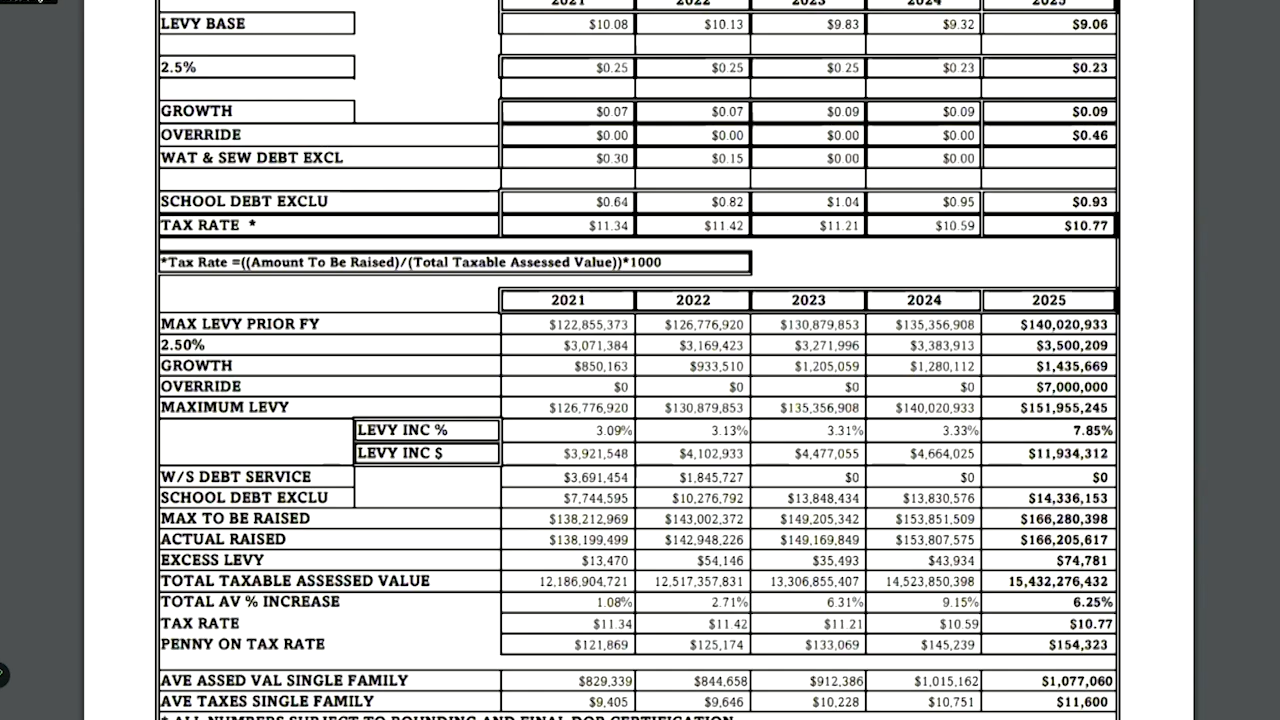 2021 2022 2023 2024 2025
LEVY BASE $10.08 $10.13 $9.83 $9.32 $9.06
2.5% $0.25 $0.25 $0.25 $0.23 $0.23
GROWTH $0.07 $0.07 $0.09 $0.09 $0.09
OVERRIDE $0.00 $0.00 $0.00 $0.00 $0.46
WAT & SEW DEBT EXCL $0.30 $0.15 $0.00 $0.00
SCHOOL DEBT EXCLU $0.64 $0.82 $1.04 $0.95 $0.93
TAX RATE * $11.34 $11.42 $11.21 $10.59 $10.77
*Tax Rate =((Amount To Be Raised)/(Total Taxable Assessed Value))*1000
2021 2022 2023 2024 2025
MAX LEVY PRIOR FY $122,855,373 $126,776,920 $130,879,853 $135,356,908 $140,020,933
2.50% $3,071,384 $3,169,423 $3,271,996 $3,383,913 $3,500,209
GROWTH $850,163 $933,510 $1,205,059 $1,280,112 $1,435,669
OVERRIDE $0 $0 $0 $0 $7,000,000
MAXIMUM LEVY $126,776,920 $130,879,853 $135,356,908 $140,020,933 $151,955,245
LEVY INC % 3.09% 3.13% 3.31% 3.33% 7.85%
LEVY INC $ $3,921,548 $4,102,933 $4,477,055 $4,664,025 $11,934,312
W/S DEBT SERVICE $3,691,454 $1,845,727 $0 $0 $0
SCHOOL DEBT EXCLU $7,744,595 $10,276,792 $13,848,434 $13,830,576 $14,336,153
MAX TO BE RAISED $138,212,969 $143,002,372 $149,205,342 $153,851,509 $166,280,398
ACTUAL RAISED $138,199,499 $142,948,226 $149,169,849 $153,807,575 $166,205,617
EXCESS LEVY $13,470 $54,146 $35,493 $43,934 $74,781
TOTAL TAXABLE ASSESSED VALUE 12,186,904,721 12,517,357,831 13,306,855,407 14,523,850,398 15,432,276,432
TOTAL AV % INCREASE 1.08% 2.71% 6.31% 9.15% 6.25%
TAX RATE $11.34 $11.42 $11.21 $10.59 $10.77
PENNY ON TAX RATE $121,869 $125,174 $133,069 $145,239 $154,323
AVE ASSED VAL SINGLE FAMILY $829,339 $844,658 $912,386 $1,015,162 $1,077,060
AVE TAXES SINGLE FAMILY $9,405 $9,646 $10,228 $10,751 $11,600
* ALL NUMBERS SUBJECT TO ROUNDING AND FINAL DOR CERTIFICATION